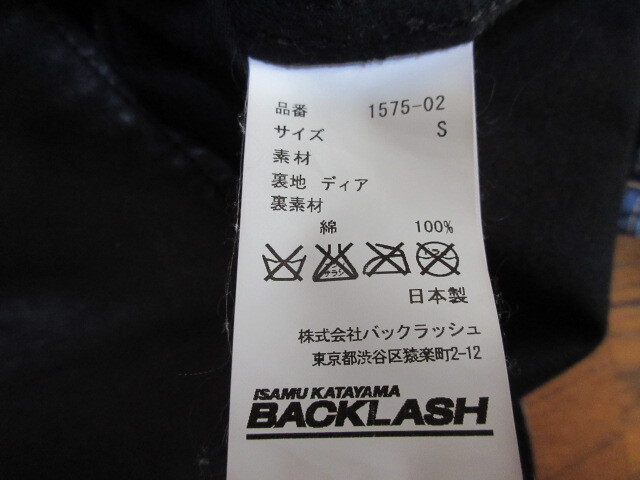 品番 1575-02
サイズ S
素材
裏地 ディア
裏素材
綿 100%
日本製
株式会社バックラッシュ
東京都渋谷区猿楽町2-12
ISAMU KATAYAMA
BACKLASH